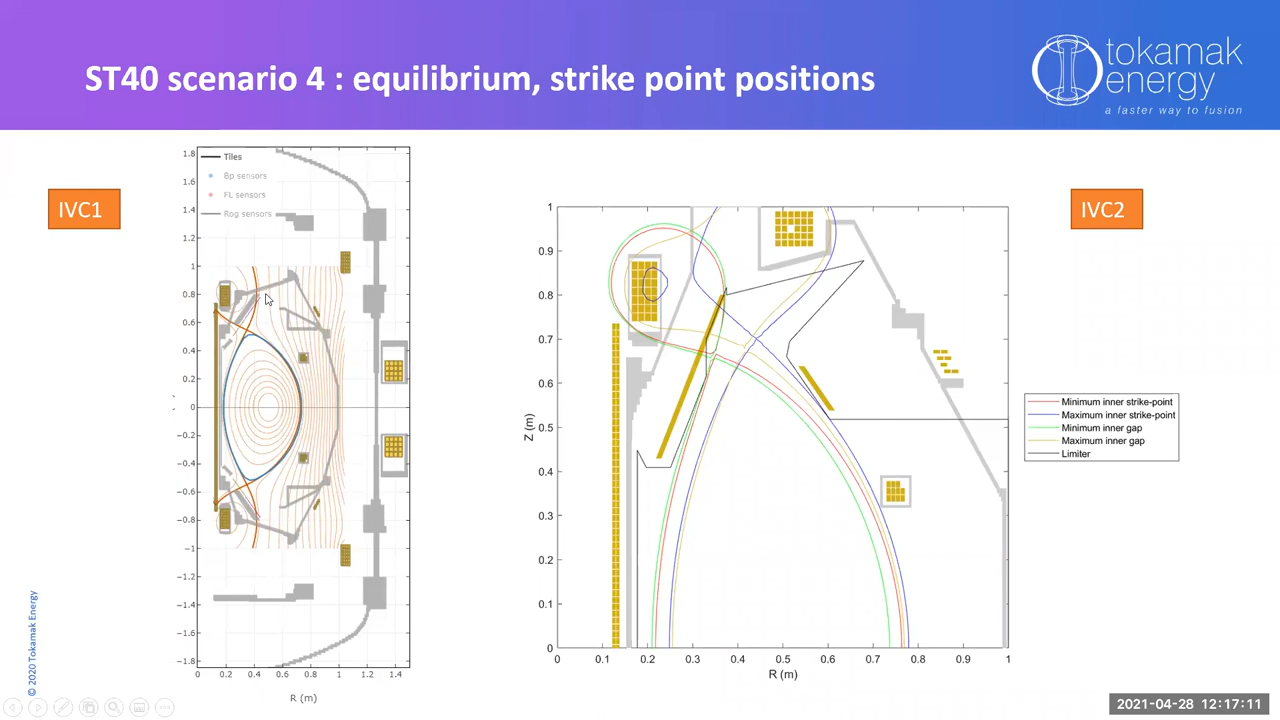 ST40 scenario 4 : equilibrium, strike point positions
tokamak
energy
a faster way to fusion
IVC1
IVC2
Tiles
Bp sensors
FL sensors
Rog sensors
1.8
1.6
1.4
1.2
1
0.8
0.6
0.4
0.2
0
−0.2
−0.4
−0.6
−0.8
−1
−1.2
−1.4
−1.6
−1.8
0 0.2 0.4 0.6 0.8 1 1.2 1.4
R (m)
1
0.9
0.8
0.7
0.6
0.5
0.4
0.3
0.2
0.1
0
Z (m)
0 0.1 0.2 0.3 0.4 0.5 0.6 0.7 0.8 0.9 1
R (m)
Minimum inner strike-point
Maximum inner strike-point
Minimum inner gap
Maximum inner gap
Limiter
© 2020 Tokamak Energy
2021-04-28 12:17:11